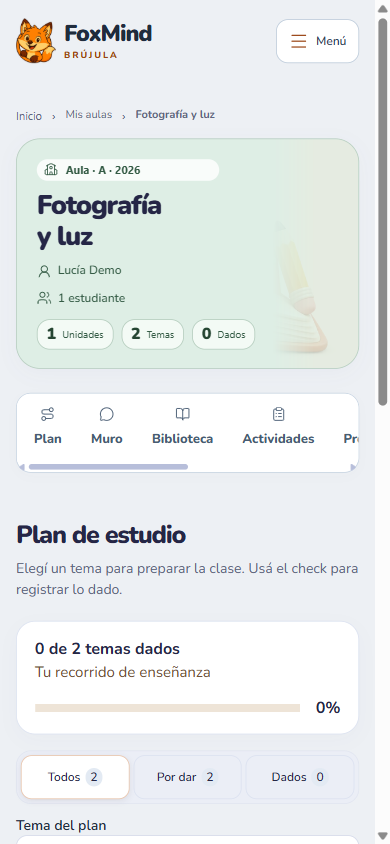 FoxMind
BRÚJULA
Menú
Inicio › Mis aulas › Fotografía y luz
Aula · A · 2026
Fotografía
y luz
Lucía Demo
1 estudiante
1 Unidades 2 Temas 0 Dados
Plan Muro Biblioteca Actividades
Plan de estudio
Elegí un tema para preparar la clase. Usá el check para
registrar lo dado.
0 de 2 temas dados
Tu recorrido de enseñanza
0%
Todos 2 Por dar 2 Dados 0
Tema del plan